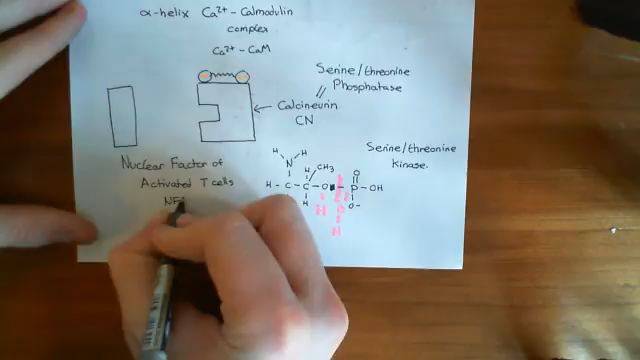 α-helix Ca²⁺-Calmodulin
complex
Ca²⁺-CaM
Serine/threonine
Phosphatase
Calcineurin
CN
Serine/threonine
kinase.
Nuclear Factor of
Activated T cells
NF
H H
N
H CH₃
O
H - C - C - O - P - OH
H
O-
H
H